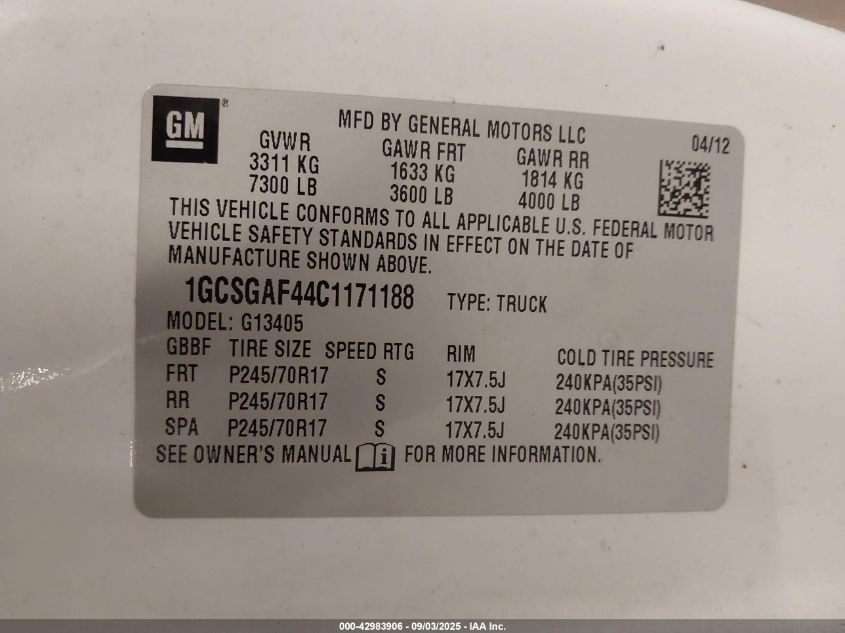 GM ®
MFD BY GENERAL MOTORS LLC
04/12
GVWR GAWR FRT GAWR RR
3311 KG 1633 KG 1814 KG
7300 LB 3600 LB 4000 LB
THIS VEHICLE CONFORMS TO ALL APPLICABLE U.S. FEDERAL MOTOR
VEHICLE SAFETY STANDARDS IN EFFECT ON THE DATE OF
MANUFACTURE SHOWN ABOVE.
1GCSGAF44C1171188 TYPE: TRUCK
MODEL: G13405
GBBF TIRE SIZE SPEED RTG RIM COLD TIRE PRESSURE
FRT P245/70R17 S 17X7.5J 240KPA(35PSI)
RR P245/70R17 S 17X7.5J 240KPA(35PSI)
SPA P245/70R17 S 17X7.5J 240KPA(35PSI)
SEE OWNER'S MANUAL i FOR MORE INFORMATION.
000-42983906 - 09/03/2025 - IAA Inc.